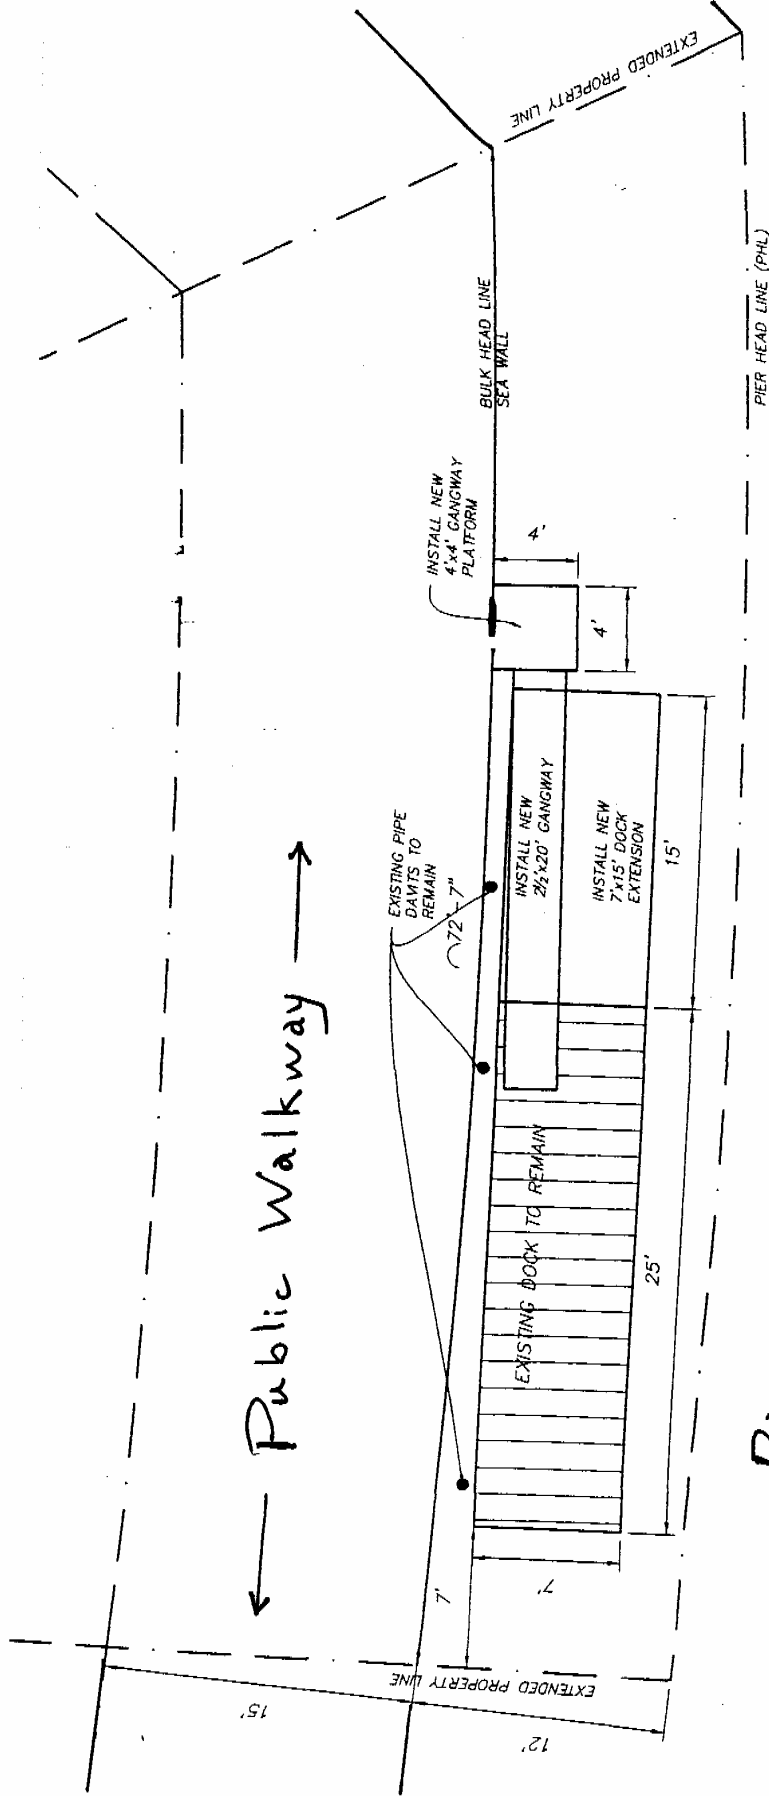 EXTENDED PROPERTY LINE
PIER HEAD LINE (PHL)
BULK HEAD LINE
SEA WALL
INSTALL NEW
4'x4' GANGWAY
PLATFORM
4'
4'
EXISTING PIPE
DAVITS TO
REMAIN
72'-7"
INSTALL NEW
2½'x20' GANGWAY
INSTALL NEW
7'x15' DOCK
EXTENSION
15'
Public Walkway
EXISTING DOCK TO REMAIN
25'
7'
7'
EXTENDED PROPERTY LINE
15'
12'